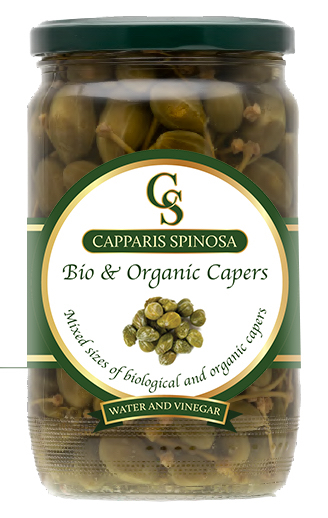 CS
CAPPARIS SPINOSA
Bio & Organic Capers
Mixed sizes of biological and organic capers
WATER AND VINEGAR